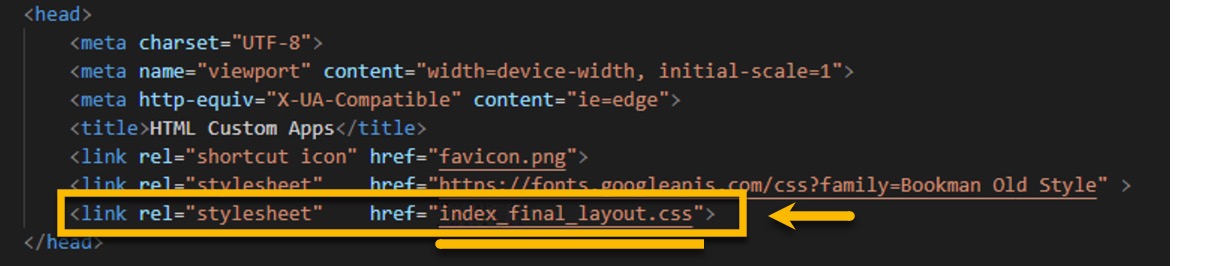 <head>
<meta charset="UTF-8">
<meta name="viewport" content="width=device-width, initial-scale=1">
<meta http-equiv="X-UA-Compatible" content="ie=edge">
<title>HTML Custom Apps</title>
<link rel="shortcut icon" href="favicon.png">
<link rel="stylesheet" href="https://fonts.googleapis.com/css?family=Bookman Old Style" >
<link rel="stylesheet" href="index_final_layout.css">
</head>